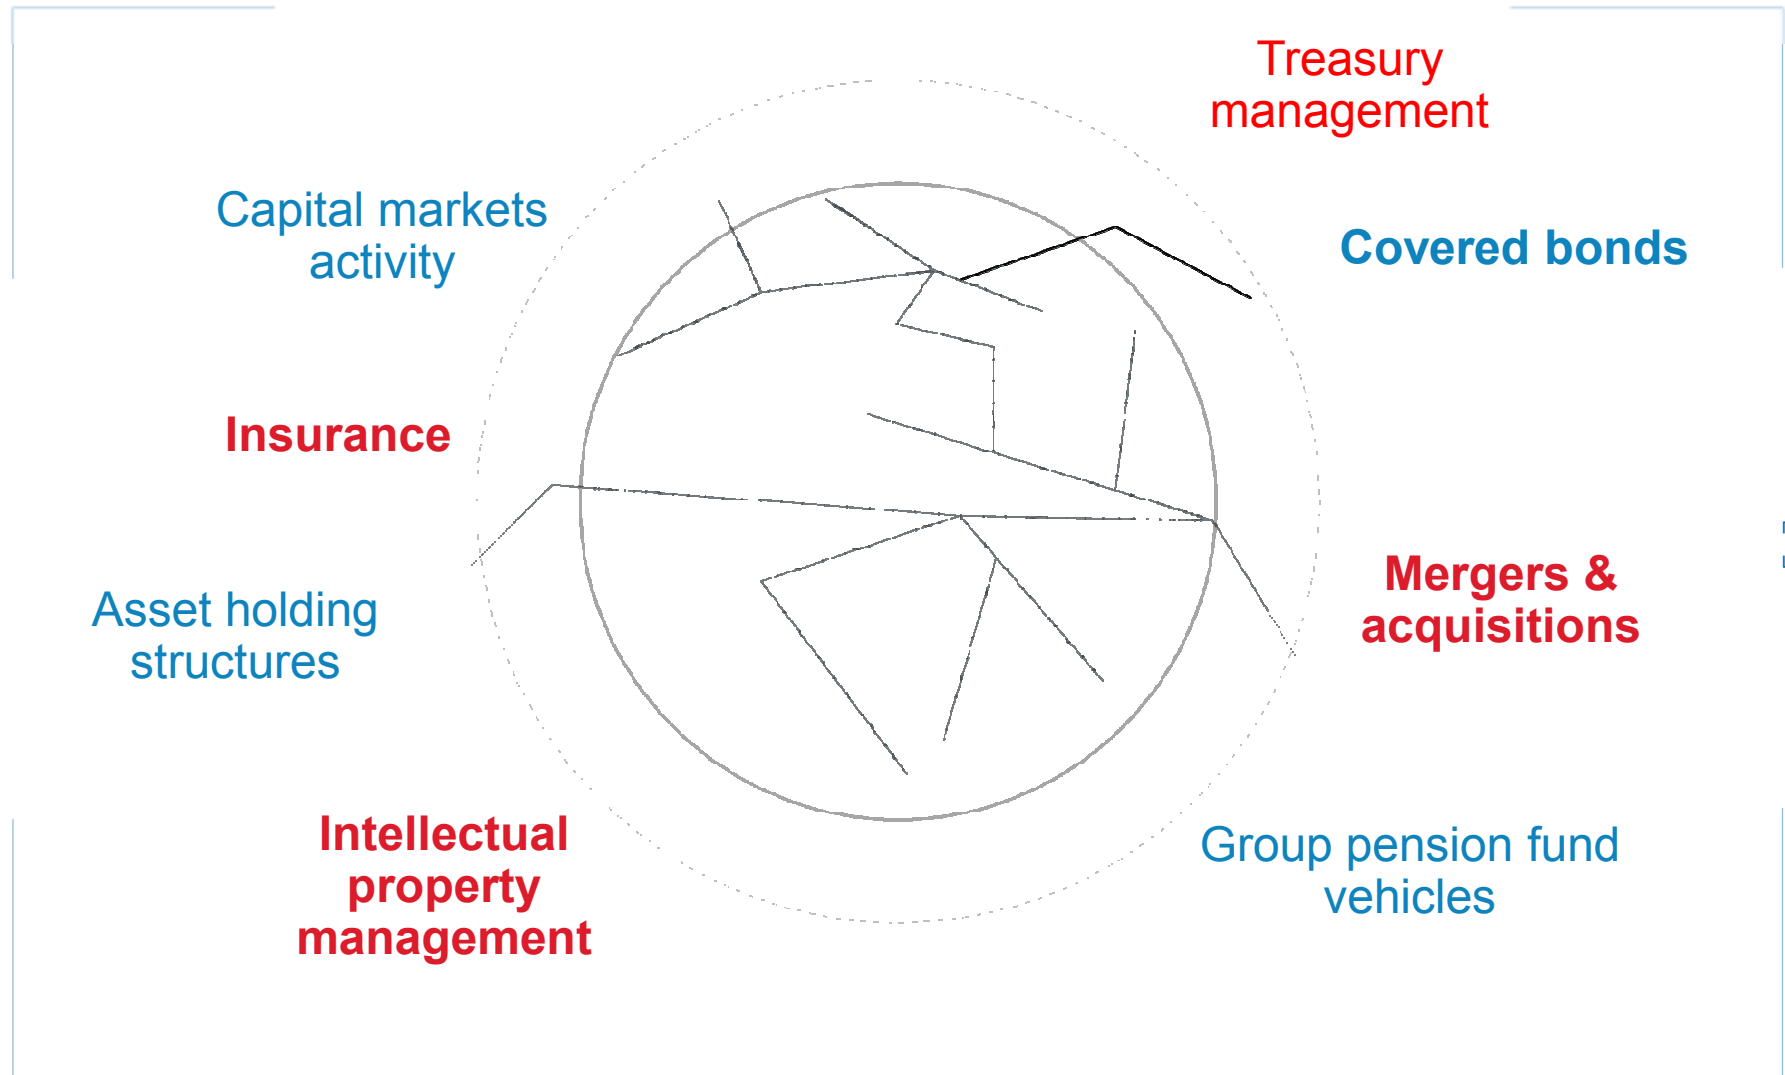 Treasury
management
Capital markets
activity
Covered bonds
Insurance
Mergers &
acquisitions
Asset holding
structures
Intellectual
property
management
Group pension fund
vehicles